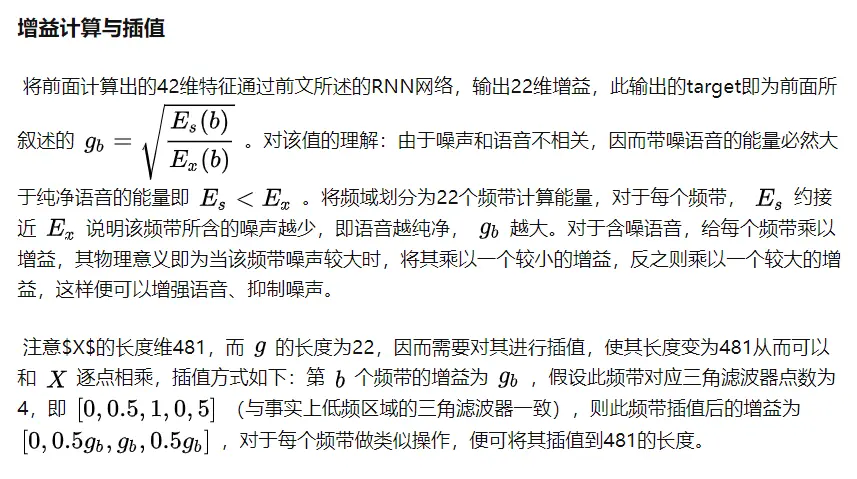 增益计算与插值
将前面计算出的42维特征通过前文所述的RNN网络，输出22维增益，此输出的target即为前面所
叙述的 $g_b = \sqrt{\frac{E_s(b)}{E_x(b)}}$ 。对该值的理解：由于噪声和语音不相关，因而带噪语音的能量必然大
于纯净语音的能量即 $E_s < E_x$ 。将频域划分为22个频带计算能量，对于每个频带， $E_s$ 约接
近 $E_x$ 说明该频带所含的噪声越少，即语音越纯净， $g_b$ 越大。对于含噪语音，给每个频带乘以
增益，其物理意义即为当该频带噪声较大时，将其乘以一个较小的增益，反之则乘以一个较大的增
益，这样便可以增强语音、抑制噪声。
注意$X$的长度维481，而 $g$ 的长度为22，因而需要对其进行插值，使其长度变为481从而可以
和 $X$ 逐点相乘，插值方式如下：第 $b$ 个频带的增益为 $g_b$ ，假设此频带对应三角滤波器点数为
4，即 $[0, 0.5, 1, 0, 5]$ （与事实上低频区域的三角滤波器一致），则此频带插值后的增益为
$[0, 0.5g_b, g_b, 0.5g_b]$ ，对于每个频带做类似操作，便可将其插值到481的长度。